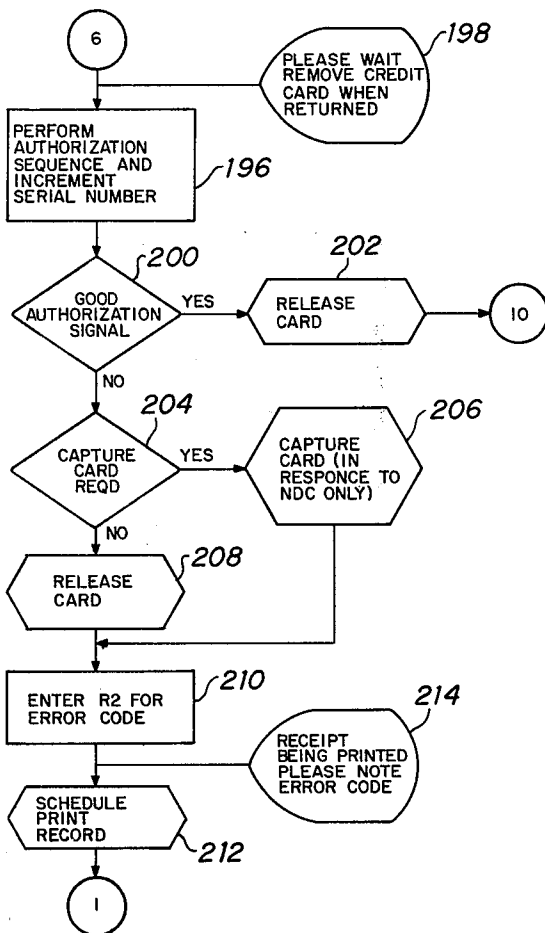 6
198
PLEASE WAIT
REMOVE CREDIT
CARD WHEN
RETURNED
PERFORM
AUTHORIZATION
SEQUENCE AND
INCREMENT
SERIAL NUMBER
196
200
GOOD
AUTHORIZATION
SIGNAL
YES
202
RELEASE
CARD
10
NO
204
CAPTURE
CARD
REQD
YES
206
CAPTURE
CARD (IN
RESPONCE TO
NDC ONLY)
NO
208
RELEASE
CARD
210
ENTER R2 FOR
ERROR CODE
214
RECEIPT
BEING PRINTED
PLEASE NOTE
ERROR CODE
SCHEDULE
PRINT
RECORD
212
1